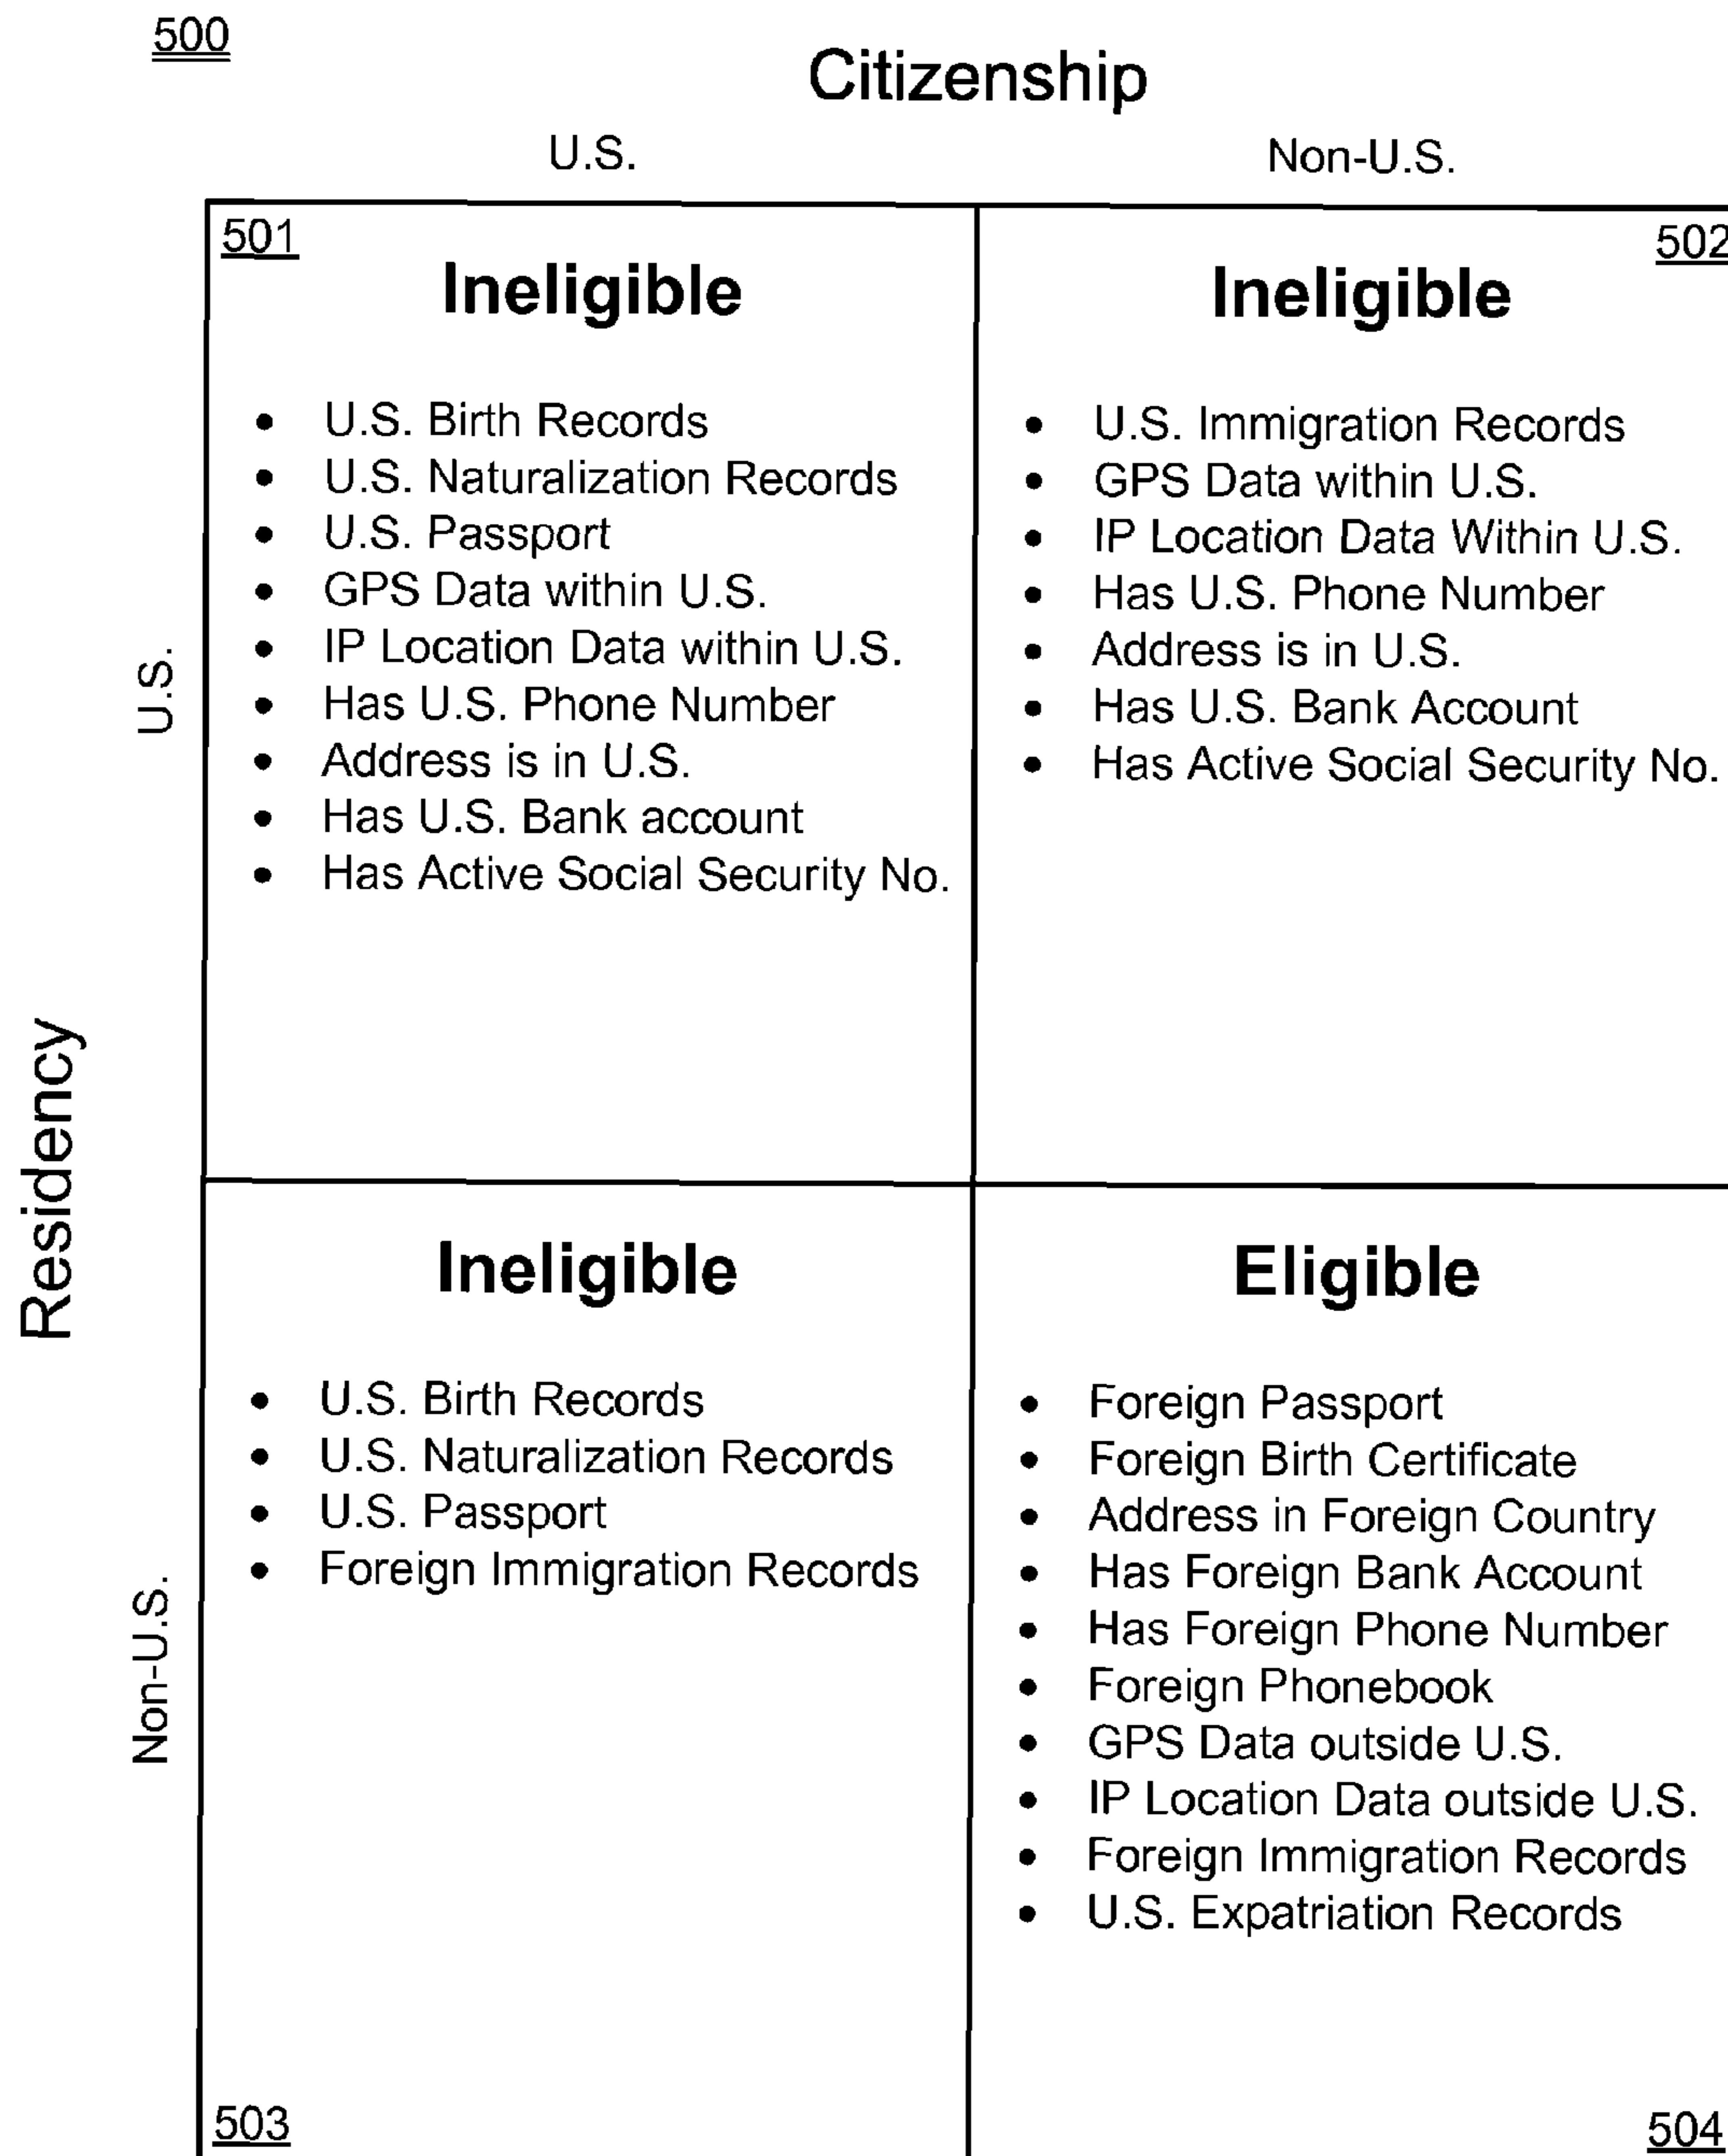 500
Citizenship
U.S.
Non-U.S.
Residency
U.S.
501
Ineligible
• U.S. Birth Records
• U.S. Naturalization Records
• U.S. Passport
• GPS Data within U.S.
• IP Location Data within U.S.
• Has U.S. Phone Number
• Address is in U.S.
• Has U.S. Bank account
• Has Active Social Security No.
502
Ineligible
• U.S. Immigration Records
• GPS Data within U.S.
• IP Location Data Within U.S.
• Has U.S. Phone Number
• Address is in U.S.
• Has U.S. Bank Account
• Has Active Social Security No.
Non-U.S.
Ineligible
• U.S. Birth Records
• U.S. Naturalization Records
• U.S. Passport
• Foreign Immigration Records
503
Eligible
• Foreign Passport
• Foreign Birth Certificate
• Address in Foreign Country
• Has Foreign Bank Account
• Has Foreign Phone Number
• Foreign Phonebook
• GPS Data outside U.S.
• IP Location Data outside U.S.
• Foreign Immigration Records
• U.S. Expatriation Records
504